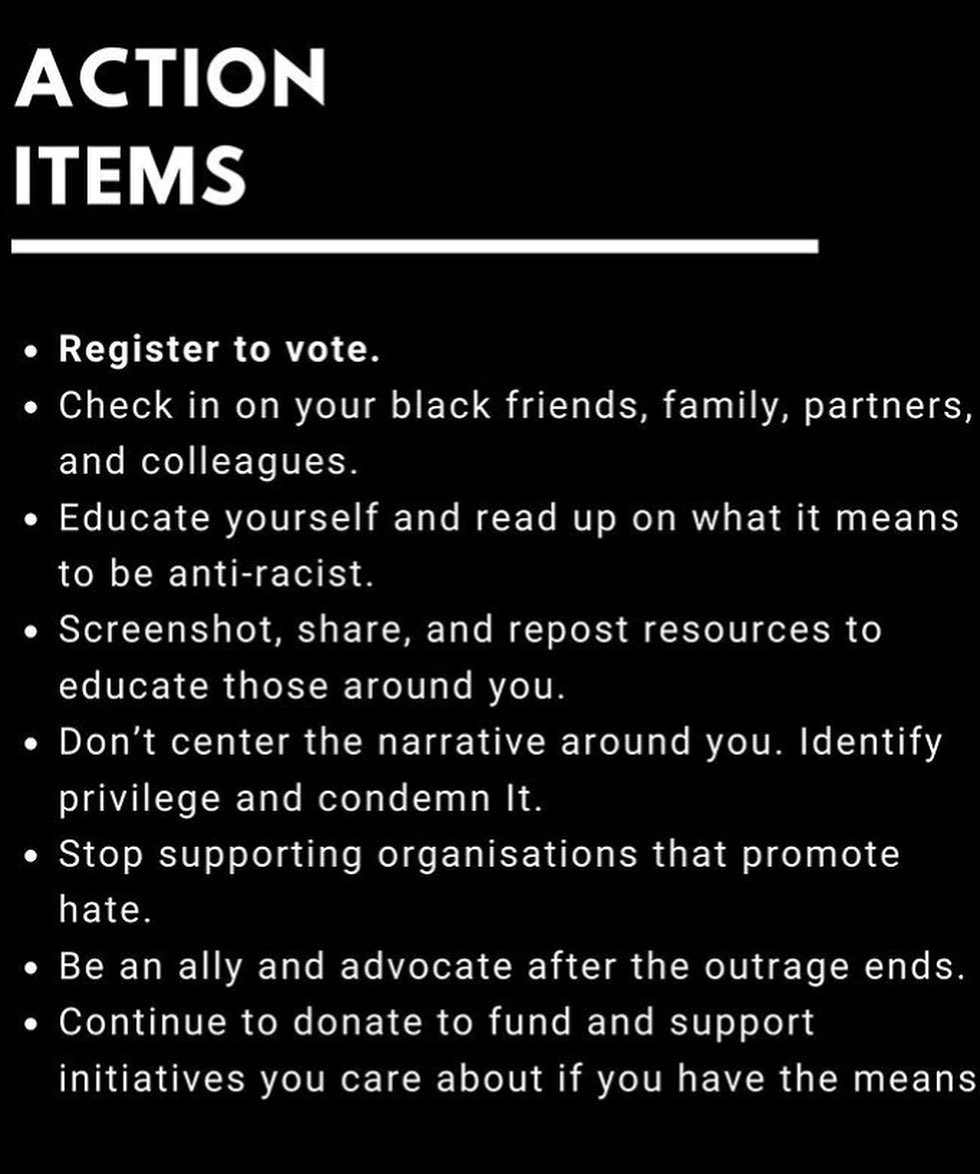 ACTION
ITEMS
• Register to vote.
• Check in on your black friends, family, partners,
and colleagues.
• Educate yourself and read up on what it means
to be anti-racist.
• Screenshot, share, and repost resources to
educate those around you.
• Don’t center the narrative around you. Identify
privilege and condemn It.
• Stop supporting organisations that promote
hate.
• Be an ally and advocate after the outrage ends.
• Continue to donate to fund and support
initiatives you care about if you have the means